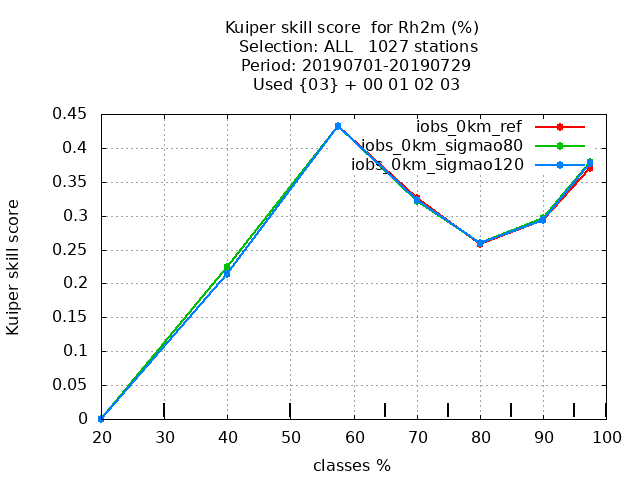 Kuiper skill score  for Rh2m (%)
Selection: ALL   1027 stations
Period: 20190701-20190729
Used {03} + 00 01 02 03
iobs_0km_ref
iobs_0km_sigmao80
iobs_0km_sigmao120
Kuiper skill score
0.45
0.4
0.35
0.3
0.25
0.2
0.15
0.1
0.05
0
20 30 40 50 60 70 80 90 100
classes %